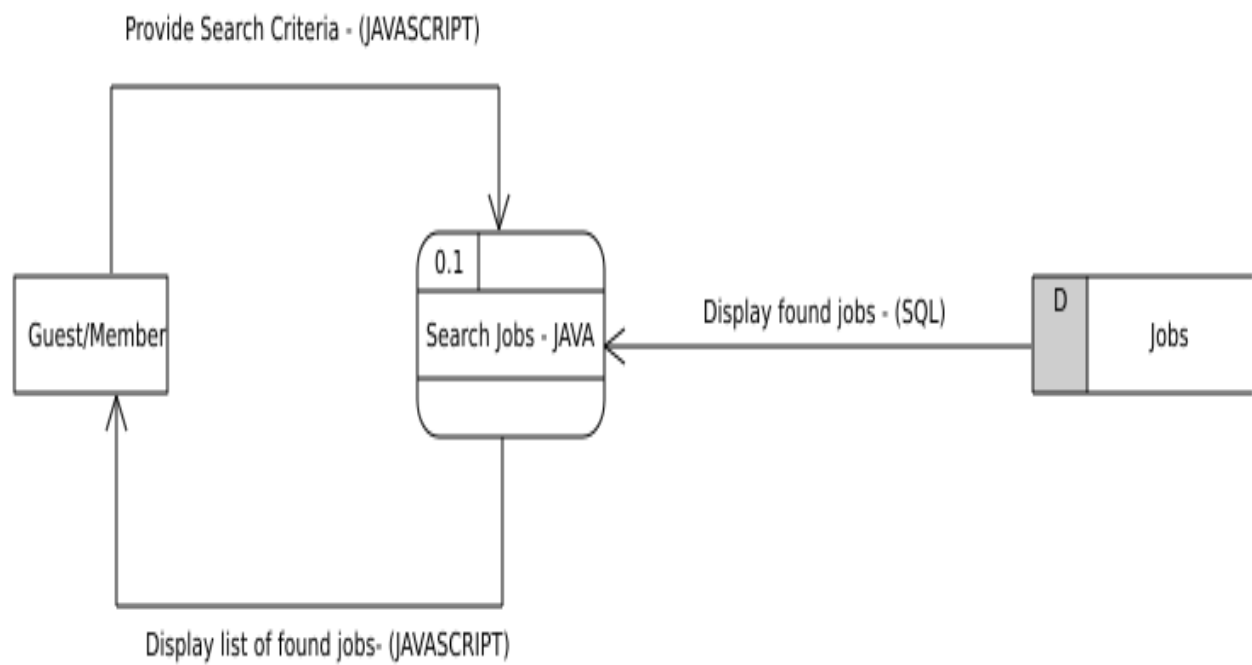 Provide Search Criteria - (JAVASCRIPT)
0.1
Guest/Member
Search Jobs - JAVA
Display found jobs - (SQL)
D
Jobs
Display list of found jobs- (JAVASCRIPT)